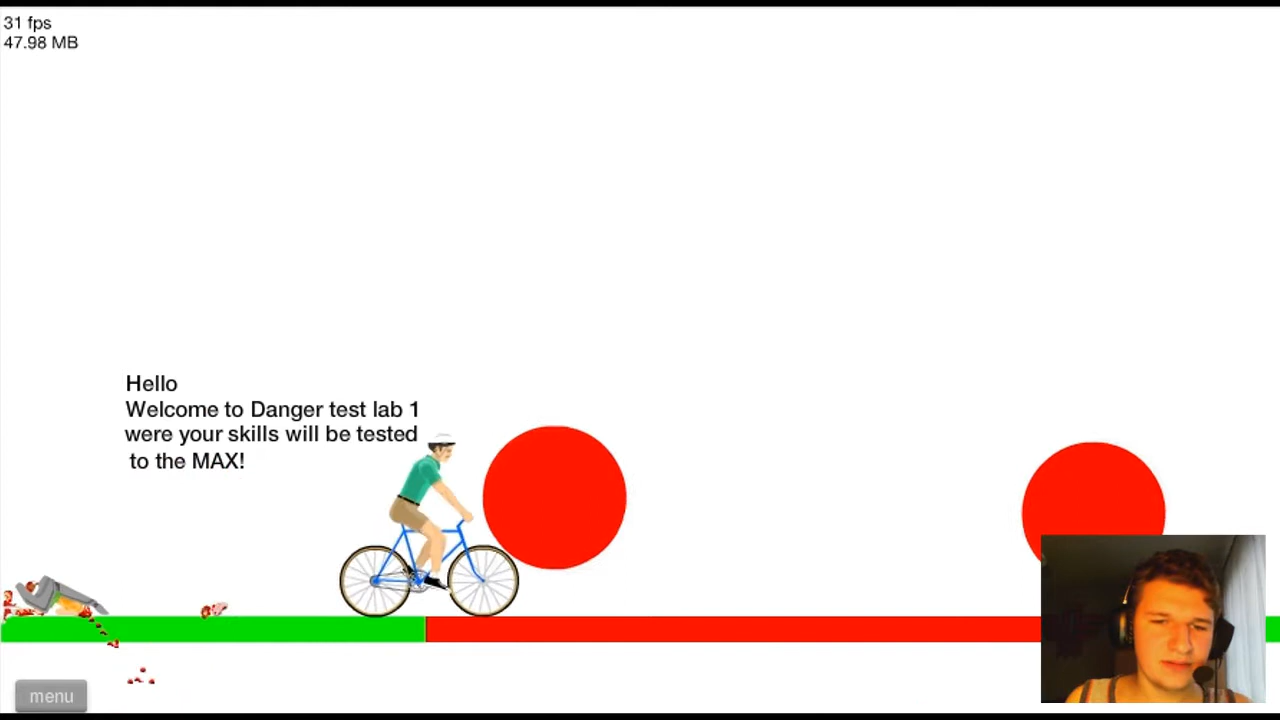 31 fps
47.98 MB
Hello
Welcome to Danger test lab 1
were your skills will be tested
to the MAX!
menu